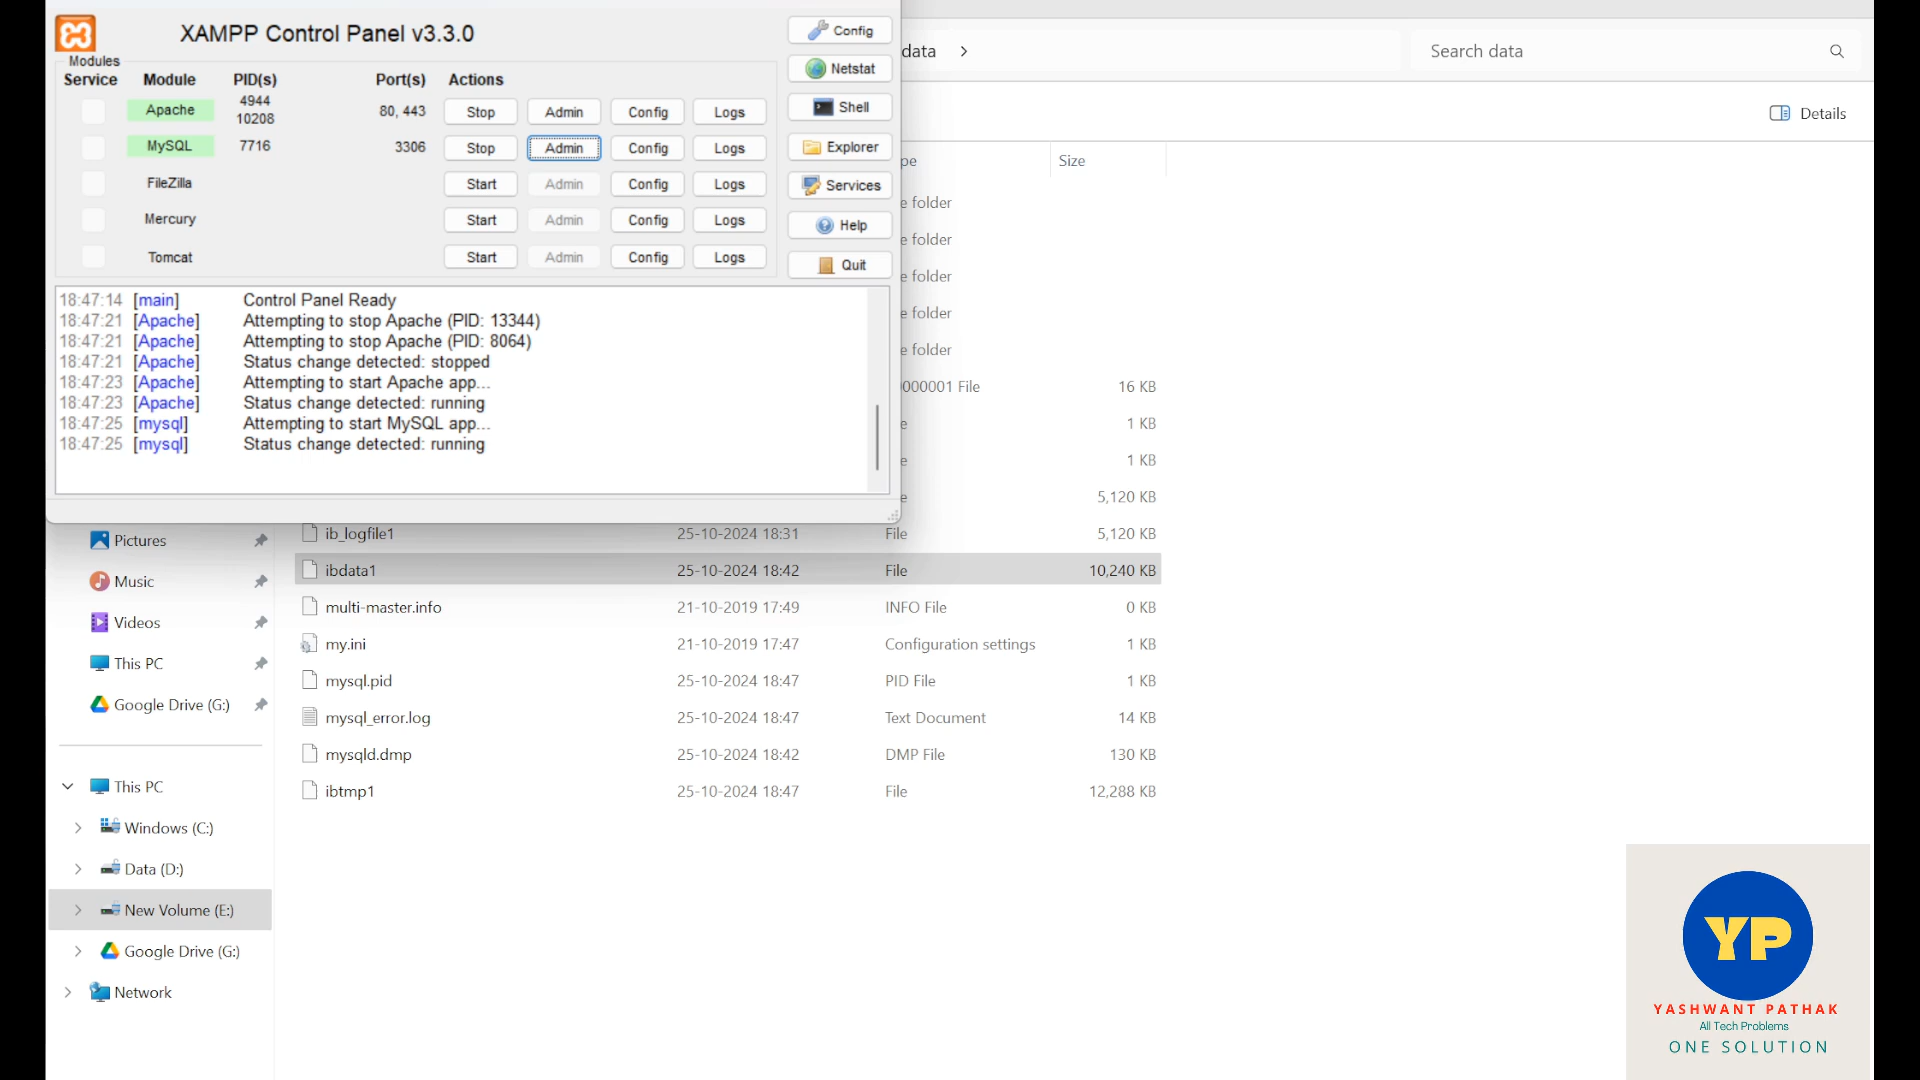 XAMPP Control Panel v3.3.0
Modules
Service Module PID(s) Port(s) Actions
Apache 4944 10208 80, 443 Stop Admin Config Logs
MySQL 7716 3306 Stop Admin Config Logs
FileZilla Start Admin Config Logs
Mercury Start Admin Config Logs
Tomcat Start Admin Config Logs
Config
Netstat
Shell
Explorer
Services
Help
Quit
18:47:14 [main] Control Panel Ready
18:47:21 [Apache] Attempting to stop Apache (PID: 13344)
18:47:21 [Apache] Attempting to stop Apache (PID: 8064)
18:47:21 [Apache] Status change detected: stopped
18:47:23 [Apache] Attempting to start Apache app...
18:47:23 [Apache] Status change detected: running
18:47:25 [mysql] Attempting to start MySQL app...
18:47:25 [mysql] Status change detected: running
data > Search data
Details
pe Size
e folder
e folder
e folder
e folder
e folder
000001 File 16 KB
e 1 KB
e 1 KB
e 5,120 KB
ib_logfile1 25-10-2024 18:31 File 5,120 KB
ibdata1 25-10-2024 18:42 File 10,240 KB
multi-master.info 21-10-2019 17:49 INFO File 0 KB
my.ini 21-10-2019 17:47 Configuration settings 1 KB
mysql.pid 25-10-2024 18:47 PID File 1 KB
mysql_error.log 25-10-2024 18:47 Text Document 14 KB
mysqld.dmp 25-10-2024 18:42 DMP File 130 KB
ibtmp1 25-10-2024 18:47 File 12,288 KB
Pictures
Music
Videos
This PC
Google Drive (G:)
This PC
Windows (C:)
Data (D:)
New Volume (E:)
Google Drive (G:)
Network
YP
YASHWANT PATHAK
All Tech Problems
ONE SOLUTION